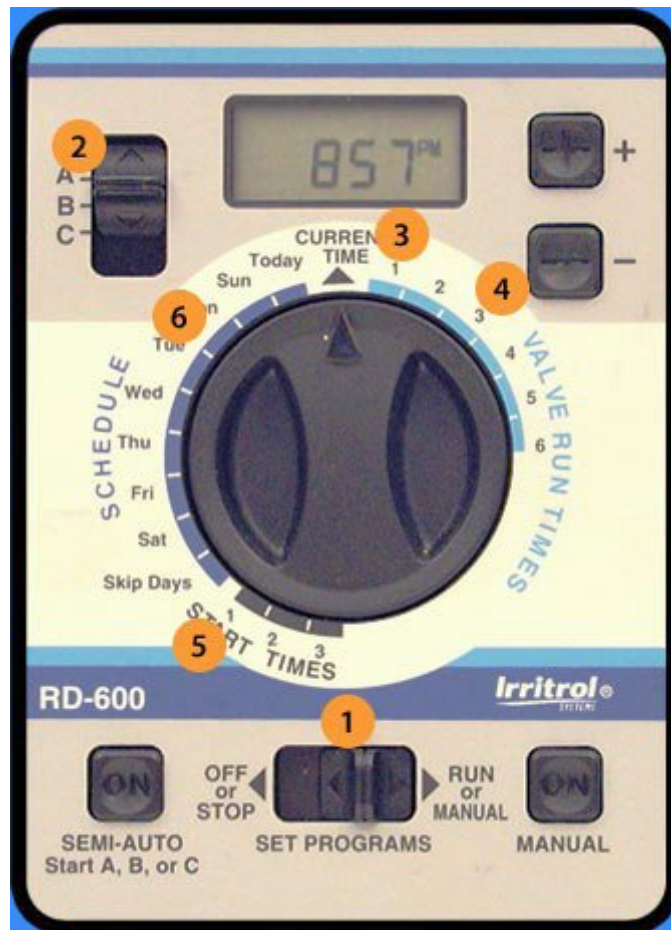 2
A
B
C
857 PM
+
-
CURREN
TIME
3
4
Today
Sun
6
n
Tue
Wed
Thu
Fri
Sat
Skip Days
SCHEDULE
1
2
3
4
5
6
VALVE RUN TIMES
1
2
3
START TIMES
5
RD-600
Irritrol®
SYSTEMS
1
ON
SEMI-AUTO
Start A, B, or C
OFF
or
STOP
SET PROGRAMS
RUN
or
MANUAL
ON
MANUAL